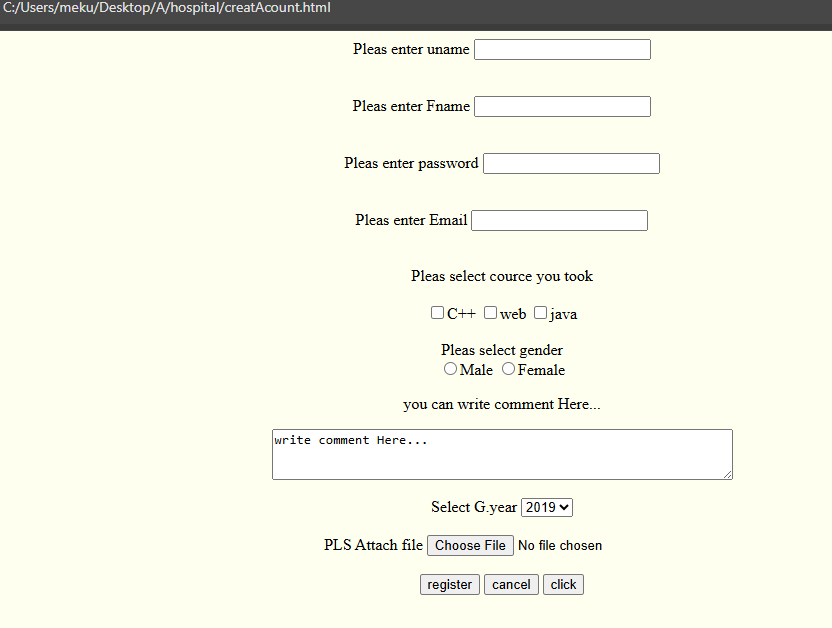 C:/Users/meku/Desktop/A/hospital/creatAcount.html
Pleas enter uname
Pleas enter Fname
Pleas enter password
Pleas enter Email
Pleas select cource you took
C++ web java
Pleas select gender
Male Female
you can write comment Here...
write comment Here...
Select G.year 2019
PLS Attach file Choose File No file chosen
register cancel click